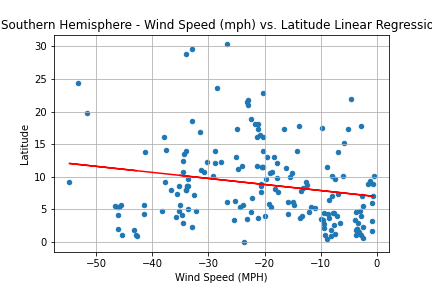 Southern Hemisphere - Wind Speed (mph) vs. Latitude Linear Regressio
30
25
20
15
10
5
0
Latitude
−50 −40 −30 −20 −10 0
Wind Speed (MPH)